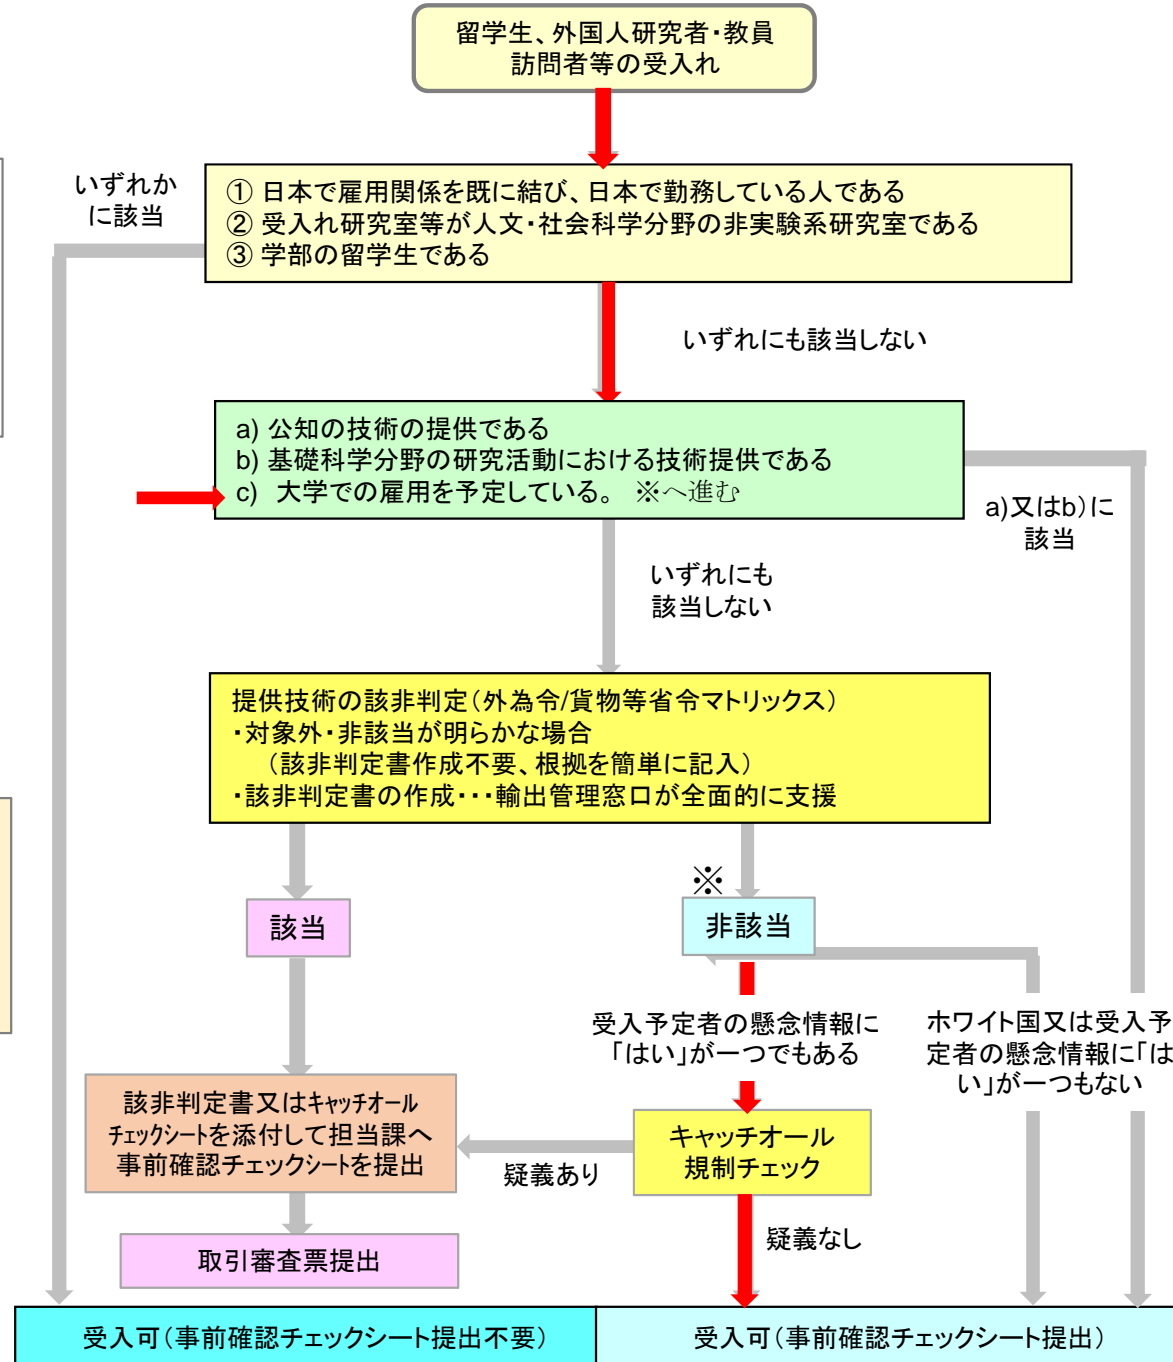 留学生、外国人研究者・教員
訪問者等の受入れ
いずれか
に該当
① 日本で雇用関係を既に結び、日本で勤務している人である
② 受入れ研究室等が人文・社会科学分野の非実験系研究室である
③ 学部の留学生である
いずれにも該当しない
a) 公知の技術の提供である
b) 基礎科学分野の研究活動における技術提供である
c) 大学での雇用を予定している。 ※へ進む
a)又はb)に
該当
いずれにも
該当しない
提供技術の該非判定(外為令/貨物等省令マトリックス)
・対象外・非該当が明らかな場合
(該非判定書作成不要、根拠を簡単に記入)
・該非判定書の作成・・・輸出管理窓口が全面的に支援
※
該当
非該当
受入予定者の懸念情報に
「はい」が一つでもある
ホワイト国又は受入予
定者の懸念情報に「は
い」が一つもない
該非判定書又はキャッチオール
チェックシートを添付して担当課へ
事前確認チェックシートを提出
キャッチオール
規制チェック
疑義あり
疑義なし
取引審査票提出
受入可(事前確認チェックシート提出不要)
受入可(事前確認チェックシート提出)